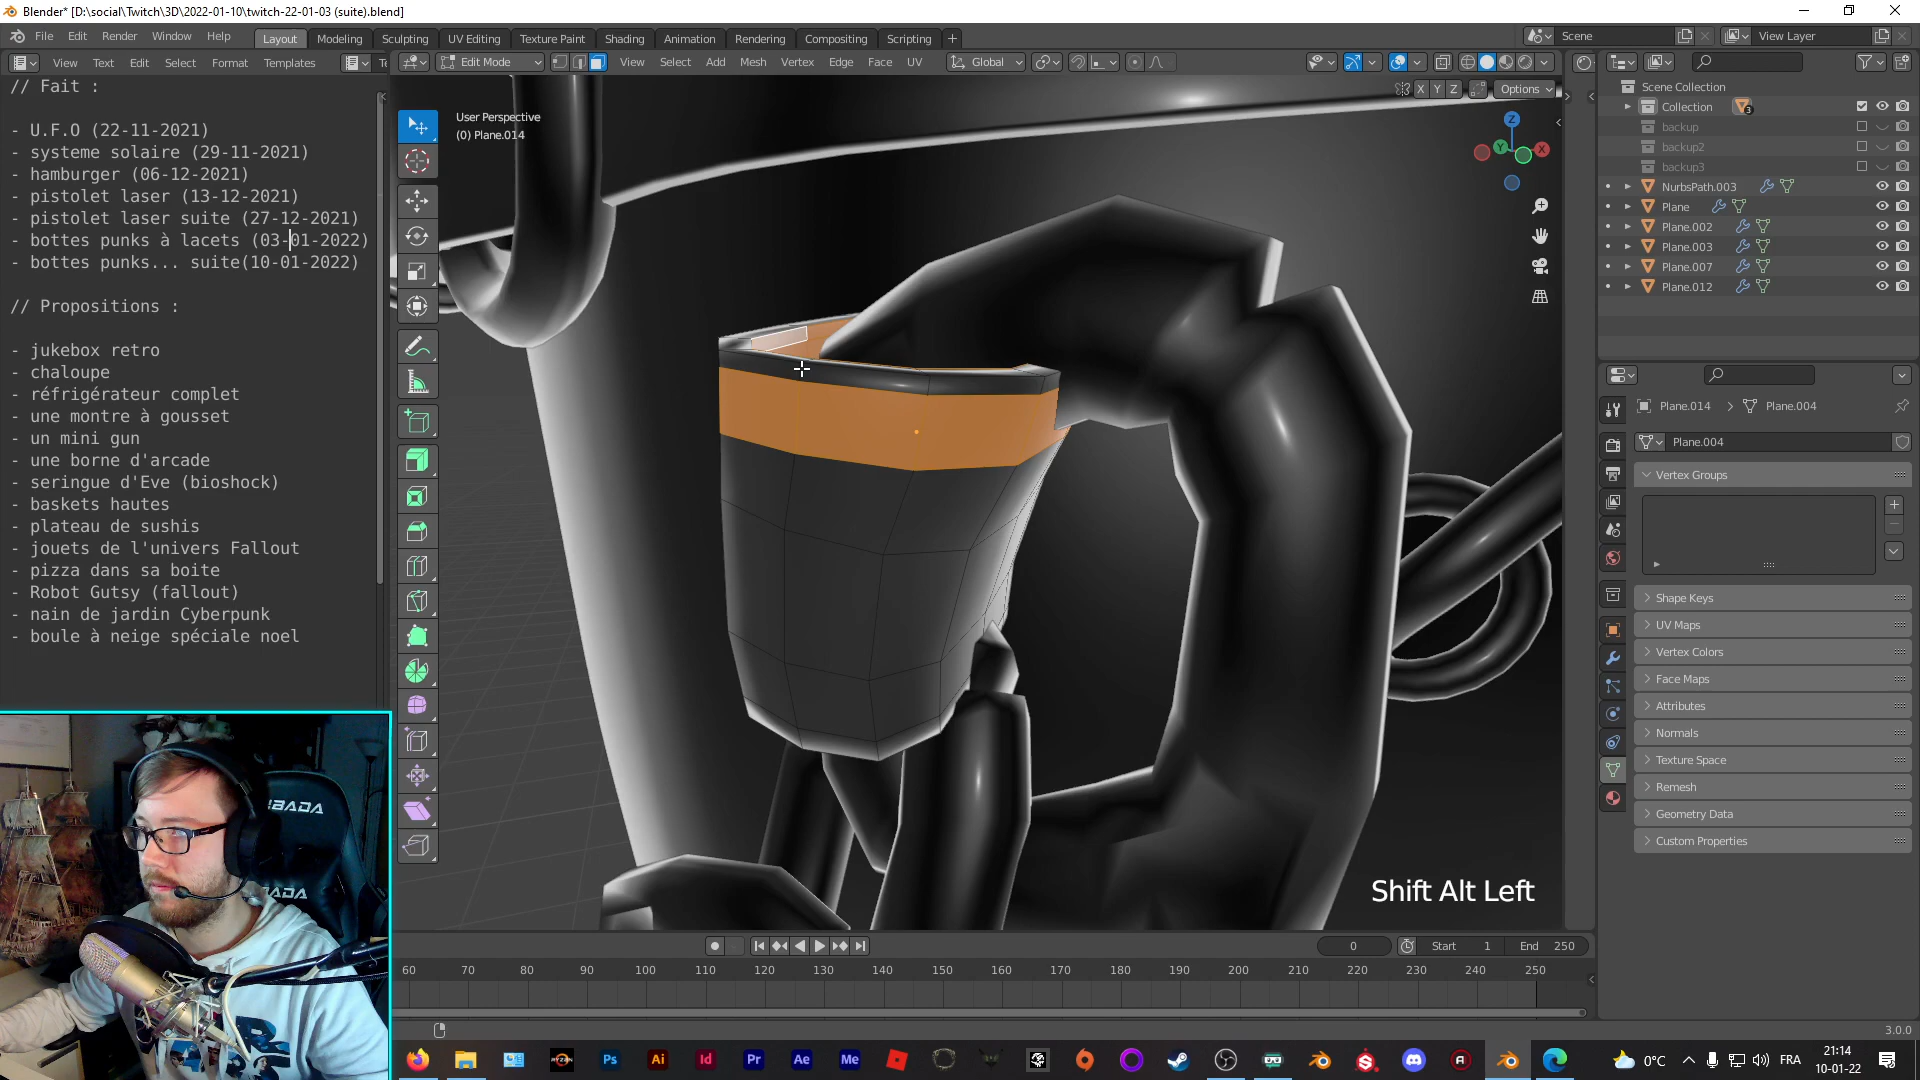 Blender* [D:\social\Twitch\3D\2022-01-10\twitch-22-01-03 (suite).blend]
File Edit Render Window Help Layout Modeling Sculpting UV Editing Texture Paint Shading Animation Rendering Compositing Scripting + Scene View Layer
View Text Edit Select Format Templates Te
Edit Mode View Select Add Mesh Vertex Edge Face UV Global
X Y Z Options
// Fait :
- U.F.O (22-11-2021)
- systeme solaire (29-11-2021)
- hamburger (06-12-2021)
- pistolet laser (13-12-2021)
- pistolet laser suite (27-12-2021)
- bottes punks à lacets (03-01-2022)
- bottes punks... suite(10-01-2022)
// Propositions :
- jukebox retro
- chaloupe
- réfrigérateur complet
- une montre à gousset
- un mini gun
- une borne d'arcade
- seringue d'Eve (bioshock)
- baskets hautes
- plateau de sushis
- jouets de l'univers Fallout
- pizza dans sa boite
- Robot Gutsy (fallout)
- nain de jardin Cyberpunk
- boule à neige spéciale noel
User Perspective
(0) Plane.014
Z
Y X
Shift Alt Left
Scene Collection
Collection 3
backup
backup2
backup3
NurbsPath.003
Plane
Plane.002
Plane.003
Plane.007
Plane.012
Plane.014 > Plane.004
Plane.004
Vertex Groups
Shape Keys
UV Maps
Vertex Colors
Face Maps
Attributes
Normals
Texture Space
Remesh
Geometry Data
Custom Properties
0 Start 1 End 250
60 70 80 90 100 110 120 130 140 150 160 170 180 190 200 210 220 230 240 250
3.0.0
Ps Ai Id Pr Ae Me
0°C FRA 21:14
10-01-22